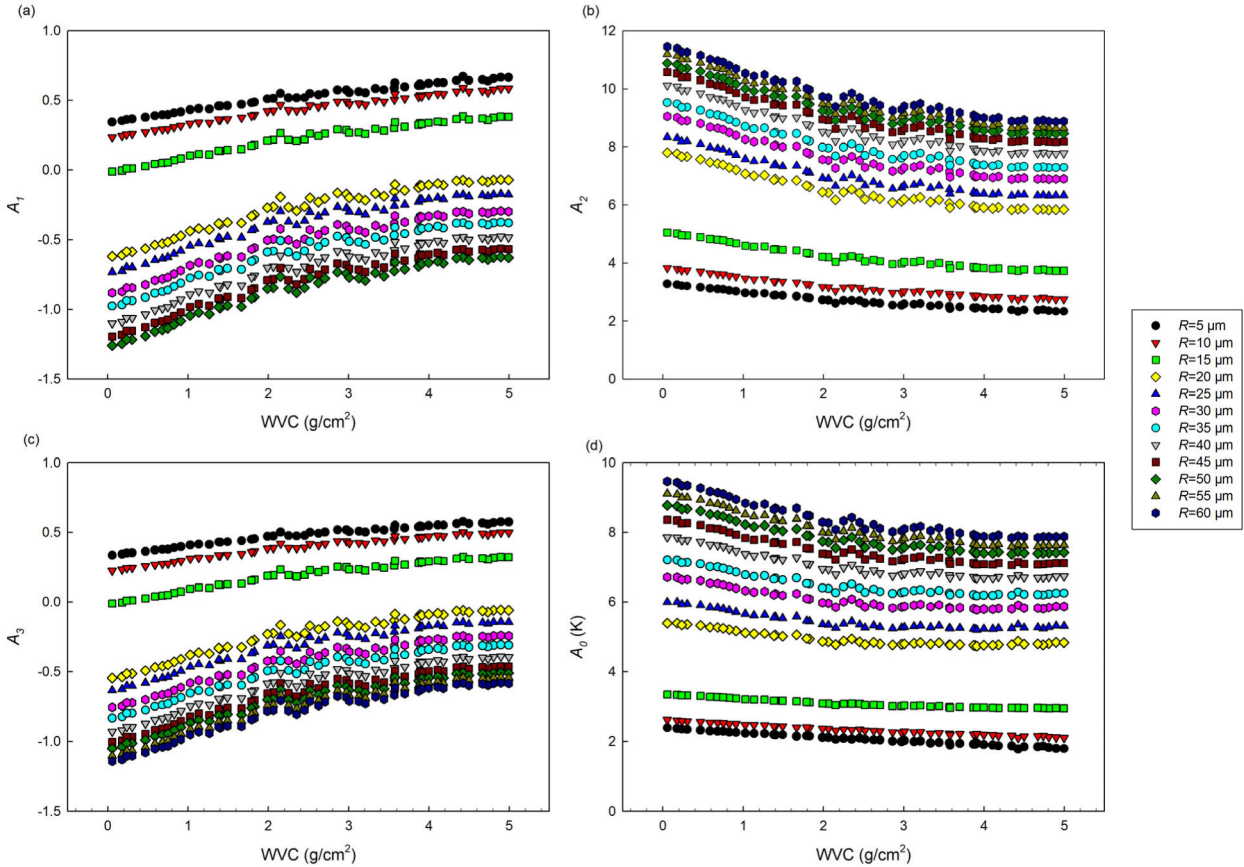 (a)
1.0
0.5
0.0
-0.5
-1.0
-1.5
A₁
0 1 2 3 4 5
WVC (g/cm²)
(b)
12
10
8
6
4
2
0
A₂
0 1 2 3 4 5
WVC (g/cm²)
(c)
1.0
0.5
0.0
-0.5
-1.0
-1.5
A₃
0 1 2 3 4 5
WVC (g/cm²)
(d)
10
8
6
4
2
0
A₀ (K)
0 1 2 3 4 5
WVC (g/cm²)
R=5 μm
R=10 μm
R=15 μm
R=20 μm
R=25 μm
R=30 μm
R=35 μm
R=40 μm
R=45 μm
R=50 μm
R=55 μm
R=60 μm